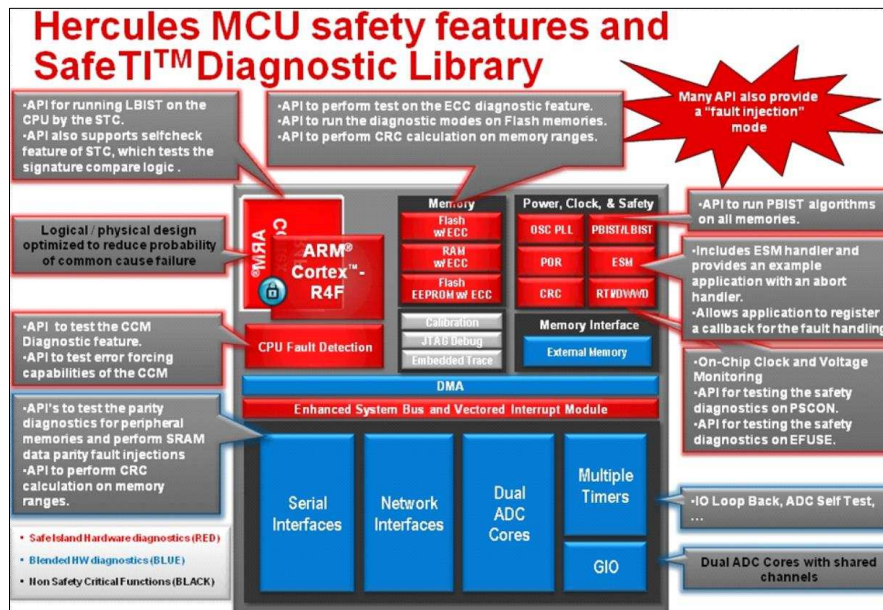 Hercules MCU safety features and
SafeTI™ Diagnostic Library
•API for running LBIST on the
CPU by the STC.
•API also supports selfcheck
feature of STC, which tests the
signature compare logic .
•API to perform test on the ECC diagnostic feature.
•API to run the diagnostic modes on Flash memories.
•API to perform CRC calculation on memory ranges.
Many API also provide
a "fault injection"
mode
Logical / physical design
optimized to reduce probability
of common cause failure
ARM®
ARM®
Cortex™-
R4F
CPU Fault Detection
Memory
Flash
w/ ECC
RAM
w/ ECC
Flash
EEPROM w/ ECC
Calibration
JTAG Debug
Embedded Trace
Power, Clock, & Safety
OSC PLL
PBIST/LBIST
POR
ESM
CRC
RTI/DWWD
Memory Interface
External Memory
•API to run PBIST algorithms
on all memories.
•Includes ESM handler and
provides an example
application with an abort
handler.
•Allows application to register
a callback for the fault handling
•On-Chip Clock and Voltage
Monitoring
•API for testing the safety
diagnostics on PSCON.
•API for testing the safety
diagnostics on EFUSE.
•API to test the CCM
Diagnostic feature.
•API to test error forcing
capabilities of the CCM
DMA
Enhanced System Bus and Vectored Interrupt Module
•API's to test the parity
diagnostics for peripheral
memories and perform SRAM
data parity fault injections
•API to perform CRC
calculation on memory
ranges.
Serial
Interfaces
Network
Interfaces
Dual
ADC
Cores
Multiple
Timers
GIO
•IO Loop Back, ADC Self Test,
...
Dual ADC Cores with shared
channels
• Safe Island Hardware diagnostics (RED)
• Blended HW diagnostics (BLUE)
• Non Safety Critical Functions (BLACK)